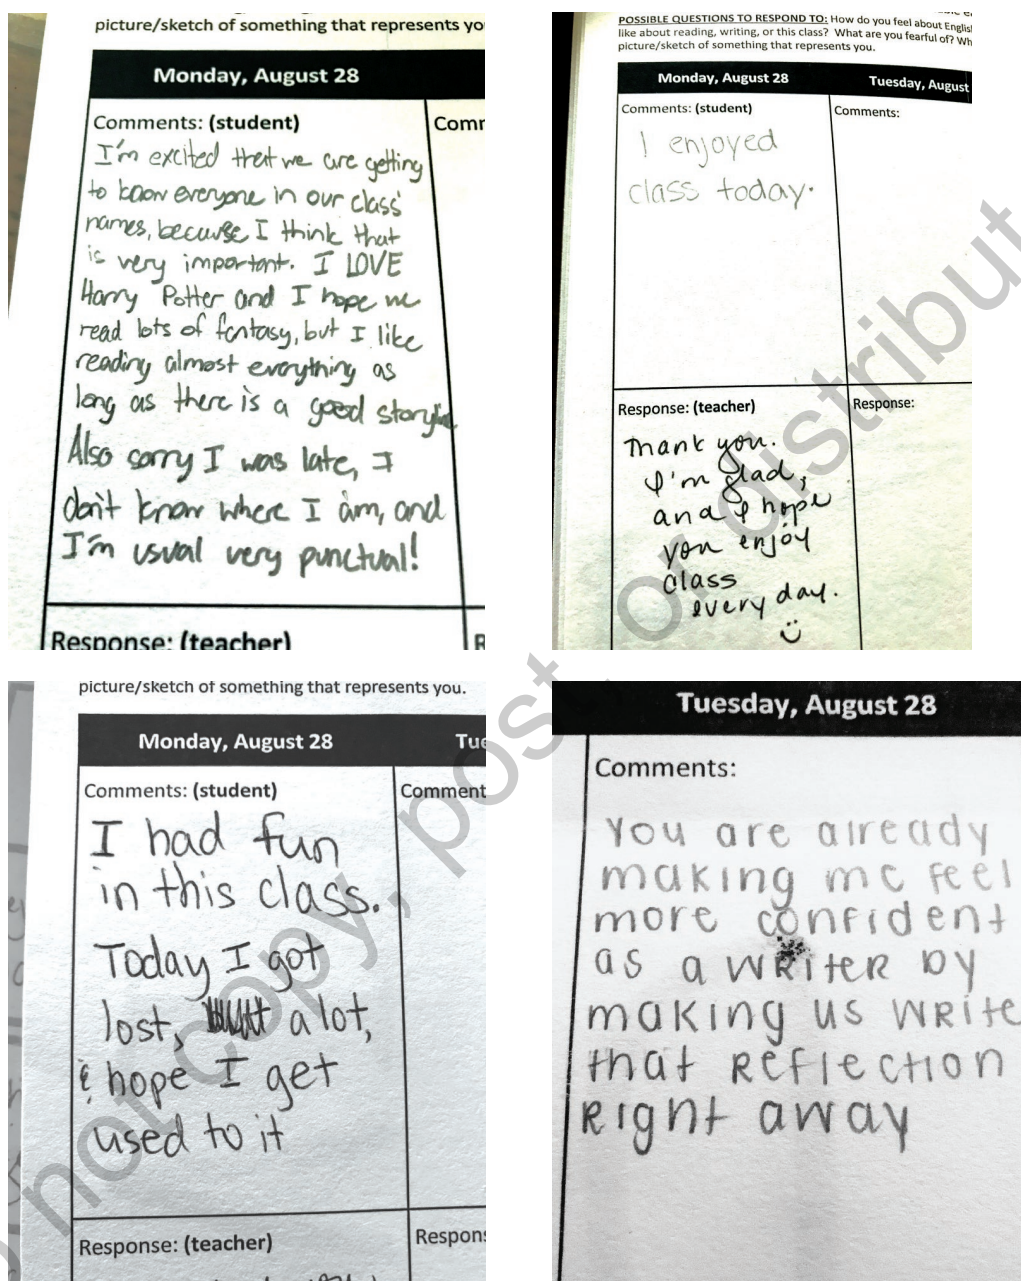 picture/sketch of something that represents yo
Monday, August 28
Comments: (student)
Comm
I'm excited that we are getting
to know everyone in our class'
names, because I think that
is very important. I LOVE
Harry Potter and I hope we
read lots of fantasy, but I like
reading almost everything as
long as there is a good storyline
Also sorry I was late, I
don't know where I am, and
I'm usual very punctual!
Response: (teacher)
R
POSSIBLE QUESTIONS TO RESPOND TO: How do you feel about Englis
like about reading, writing, or this class? What are you fearful of? Wh
picture/sketch of something that represents you.
Monday, August 28
Tuesday, August
Comments: (student)
Comments:
I enjoyed
class today.
Response: (teacher)
Response:
Thank you.
I'm glad,
and I hope
you enjoy
class
every day.
picture/sketch of something that represents you.
Monday, August 28
Tue
Comments: (student)
Comment
I had fun
in this class.
Today I got
lost, a lot,
& hope I get
used to it
Response: (teacher)
Respons
Tuesday, August 28
Comments:
You are already
making me feel
more confident
as a writer by
making us write
that reflection
right away
not copy, post, or distribut